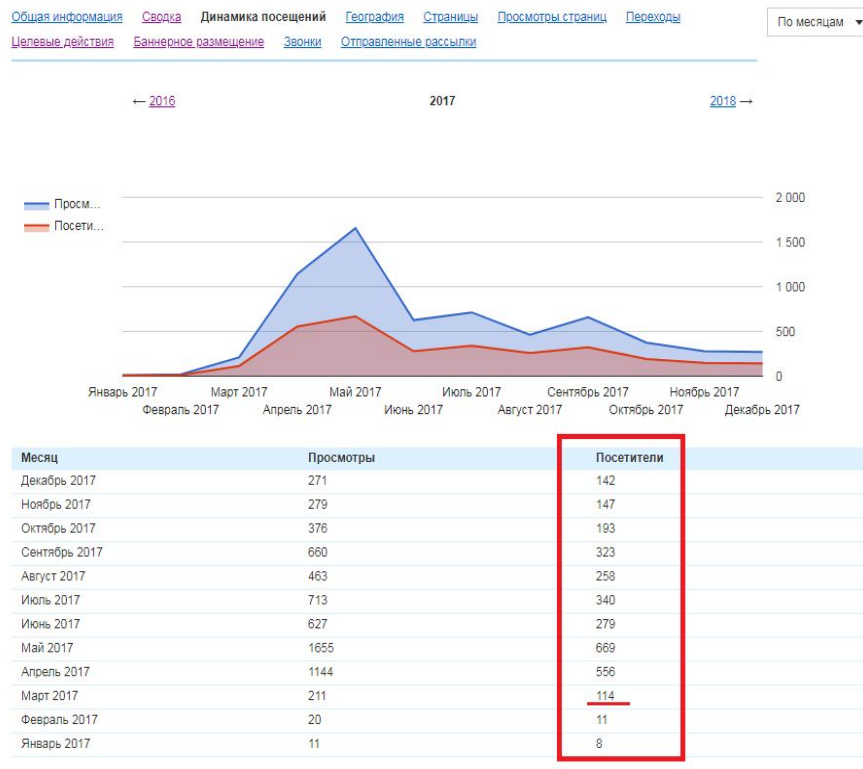 Общая информация Сводка Динамика посещений География Страницы Просмотры страниц Переходы
По месяцам
Целевые действия Баннерное размещение Звонки Отправленные рассылки
← 2016 2017 2018 →
2 000
Просм...
Посети...
1 500
1 000
500
0
Январь 2017 Март 2017 Май 2017 Июль 2017 Сентябрь 2017 Ноябрь 2017
Февраль 2017 Апрель 2017 Июнь 2017 Август 2017 Октябрь 2017 Декабрь 2017
Месяц Просмотры Посетители
Декабрь 2017 271 142
Ноябрь 2017 279 147
Октябрь 2017 376 193
Сентябрь 2017 660 323
Август 2017 463 258
Июль 2017 713 340
Июнь 2017 627 279
Май 2017 1655 669
Апрель 2017 1144 556
Март 2017 211 114
Февраль 2017 20 11
Январь 2017 11 8